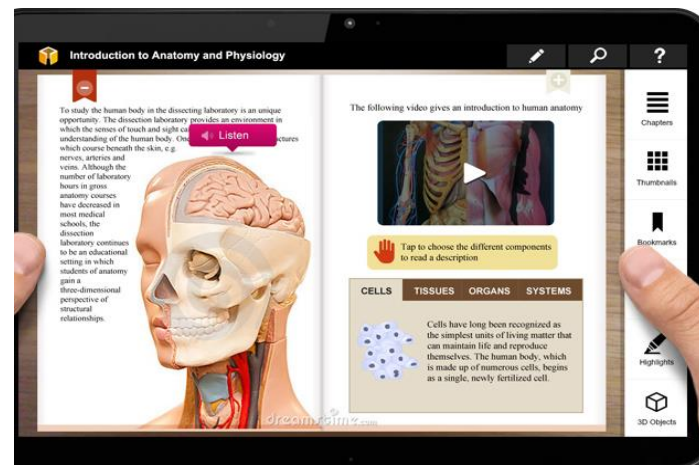 Introduction to Anatomy and Physiology
?
To study the human body in the dissecting laboratory is an unique
opportunity. The dissection laboratory provides an environment in
which the senses of touch and sight
understanding of the human body.
which course beneath the skin, e.g.
nerves, arteries and
veins. Although the
number of laboratory
hours in gross
anatomy courses
have decreased in
most medical
schools, the
dissection
laboratory continues
to be an educational
setting in which
students of anatomy
gain a
three-dimensional
perspective of
structural
relationships.
Listen
The following video gives an introduction to human anatomy
Tap to choose the different components
to read a description
CELLS TISSUES ORGANS SYSTEMS
Cells have long been recognized as
the simplest units of living matter that
can maintain life and reproduce
themselves. The human body, which
is made up of numerous cells, begins
as a single, newly fertilized cell.
Chapters
Thumbnails
Bookmarks
Highlights
3D Objects
dreamstime.com